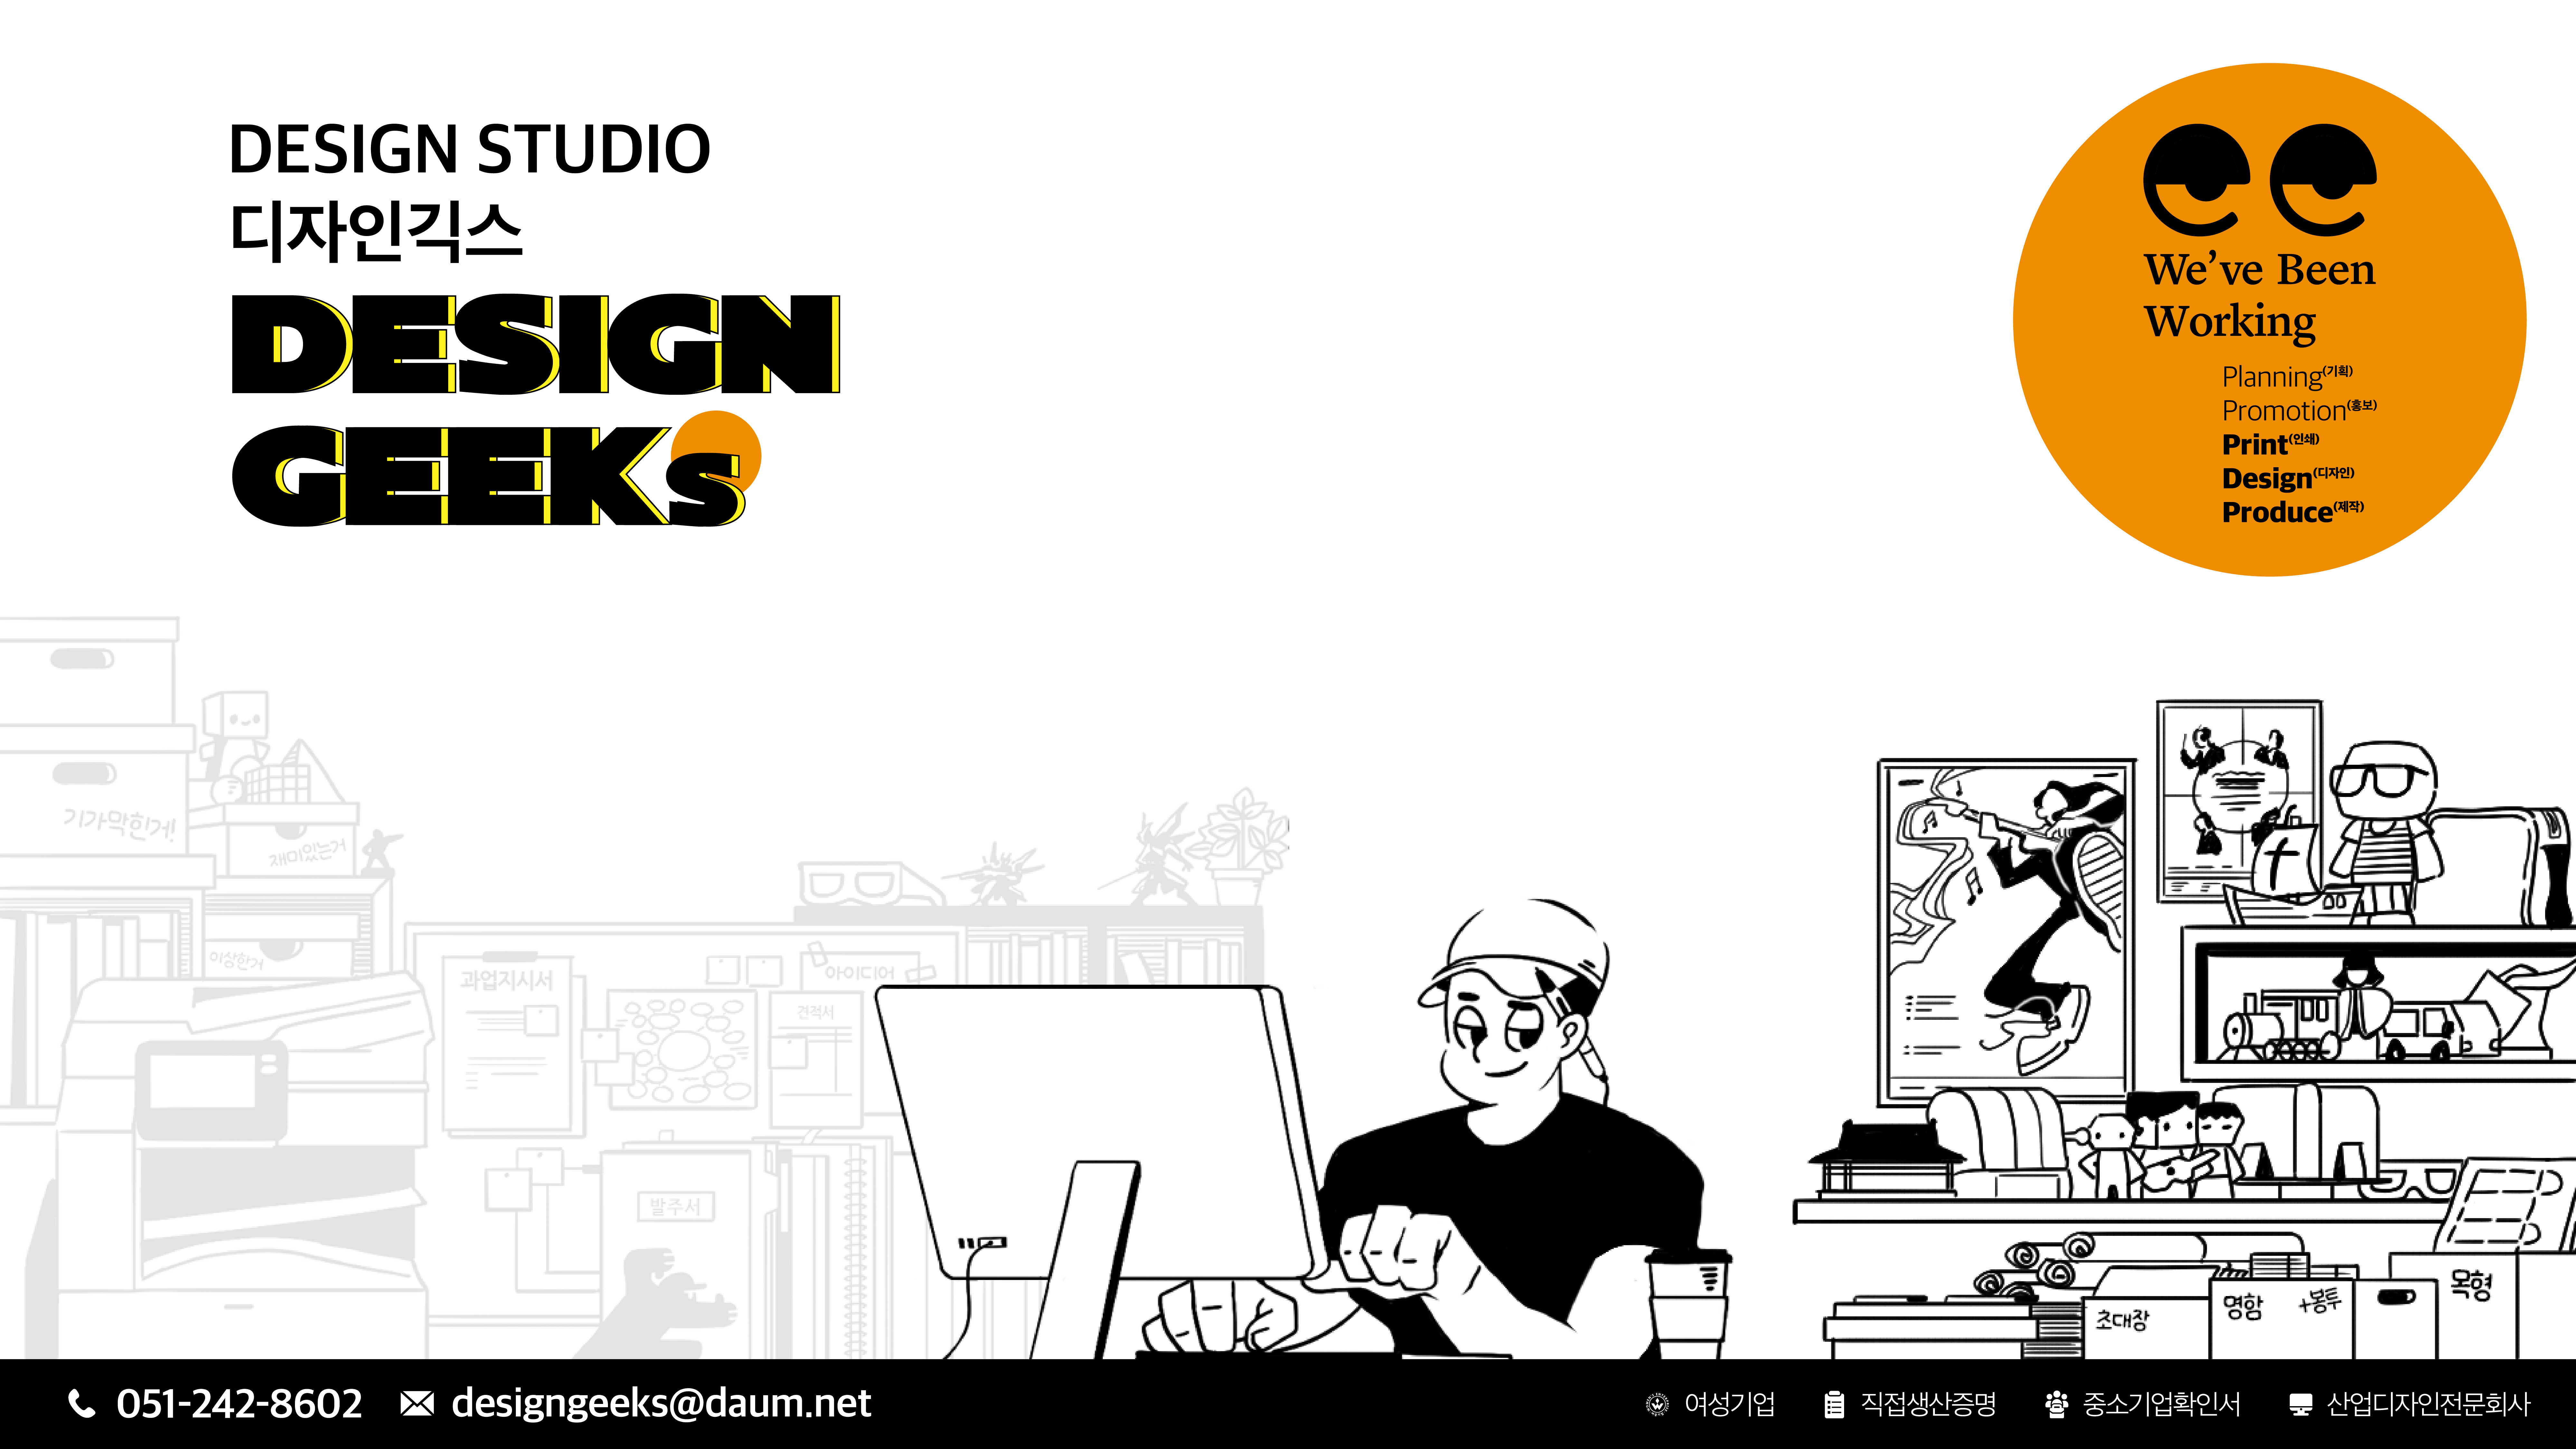 DESIGN STUDIO
디자인긱스
DESIGN
GEEKs
We’ve Been
Working
Planning(기획)
Promotion(홍보)
Print(인쇄)
Design(디자인)
Produce(제작)
기가막힌거!
재미있는거
이상한거
과업지시서
아이디어
견적서
발주서
초대장
명함
+봉투
목형
051-242-8602
designgeeks@daum.net
여성기업
직접생산증명
중소기업확인서
산업디자인전문회사